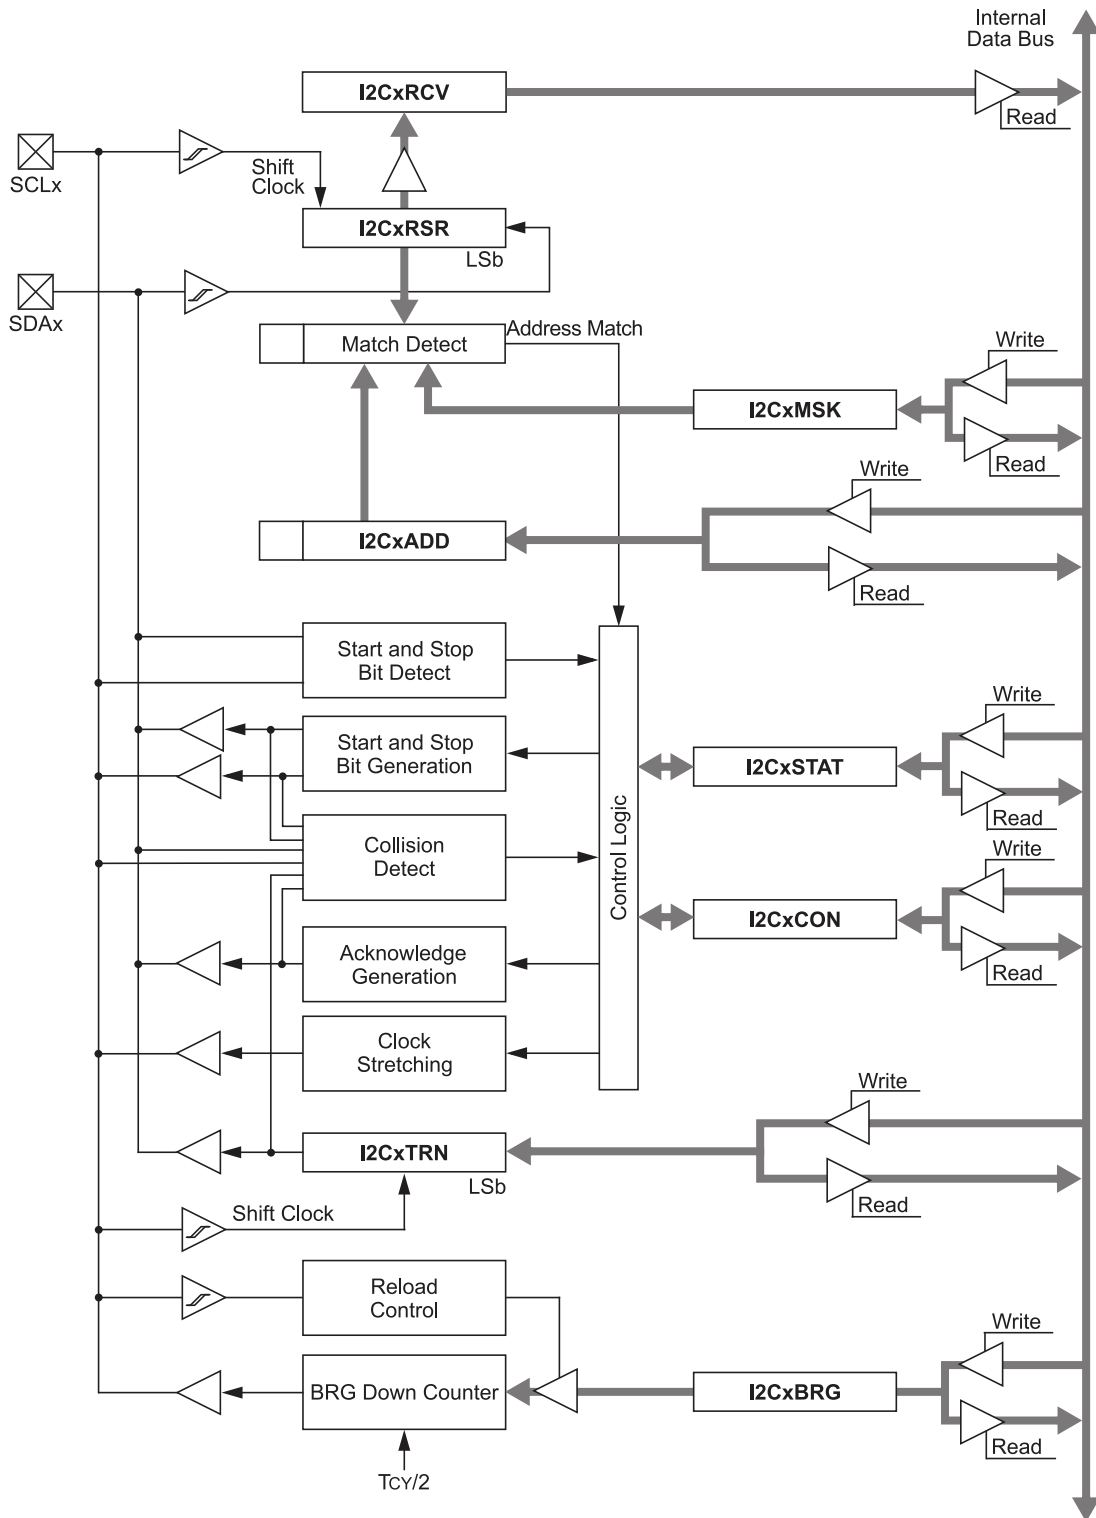 Internal
Data Bus
I2CxRCV
Read
SCLx
Shift
Clock
I2CxRSR
LSb
SDAx
Match Detect
Address Match
Write
I2CxMSK
Read
Write
I2CxADD
Read
Start and Stop
Bit Detect
Write
Start and Stop
Bit Generation
I2CxSTAT
Read
Collision
Detect
Control Logic
Write
I2CxCON
Read
Acknowledge
Generation
Clock
Stretching
Write
I2CxTRN
LSb
Read
Shift Clock
Reload
Control
Write
BRG Down Counter
I2CxBRG
Read
TCY/2